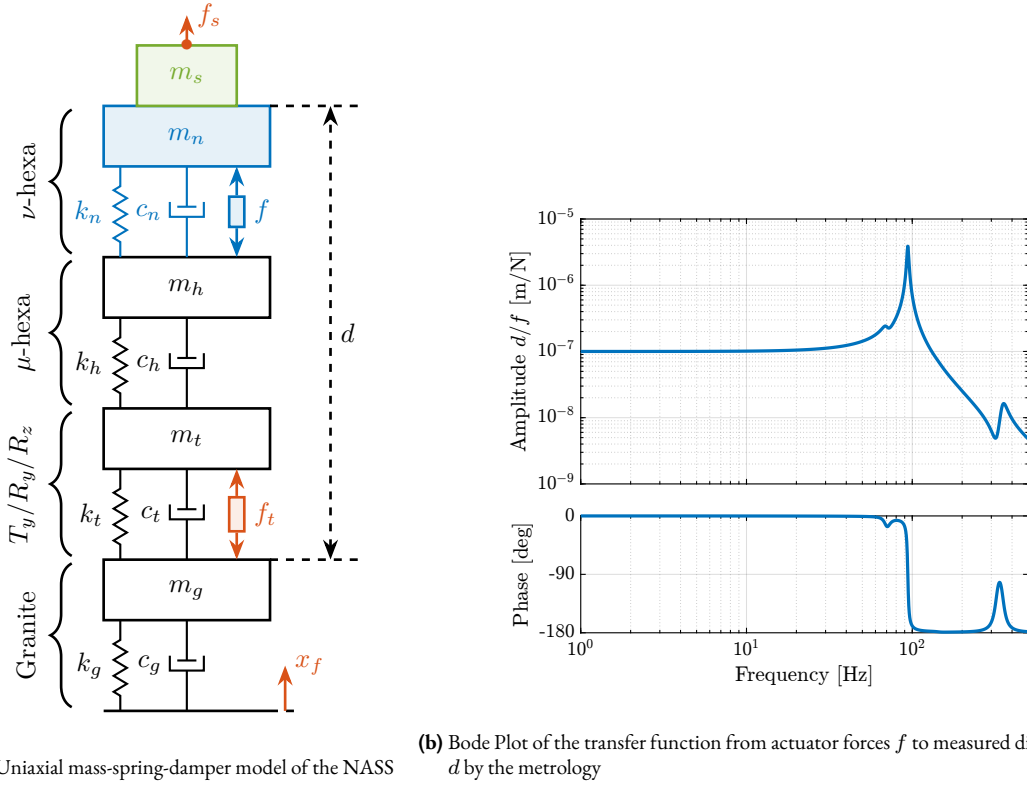 f_s
m_s
m_n
ν-hexa
k_n
c_n
f
m_h
μ-hexa
k_h
c_h
d
m_t
T_y/R_y/R_z
k_t
c_t
f_t
m_g
Granite
k_g
c_g
x_f
Uniaxial mass-spring-damper model of the NASS
Amplitude d/f [m/N]
10^-5
10^-6
10^-7
10^-8
10^-9
Phase [deg]
0
-90
-180
10^0
10^1
10^2
Frequency [Hz]
(b) Bode Plot of the transfer function from actuator forces f to measured di
d by the metrology